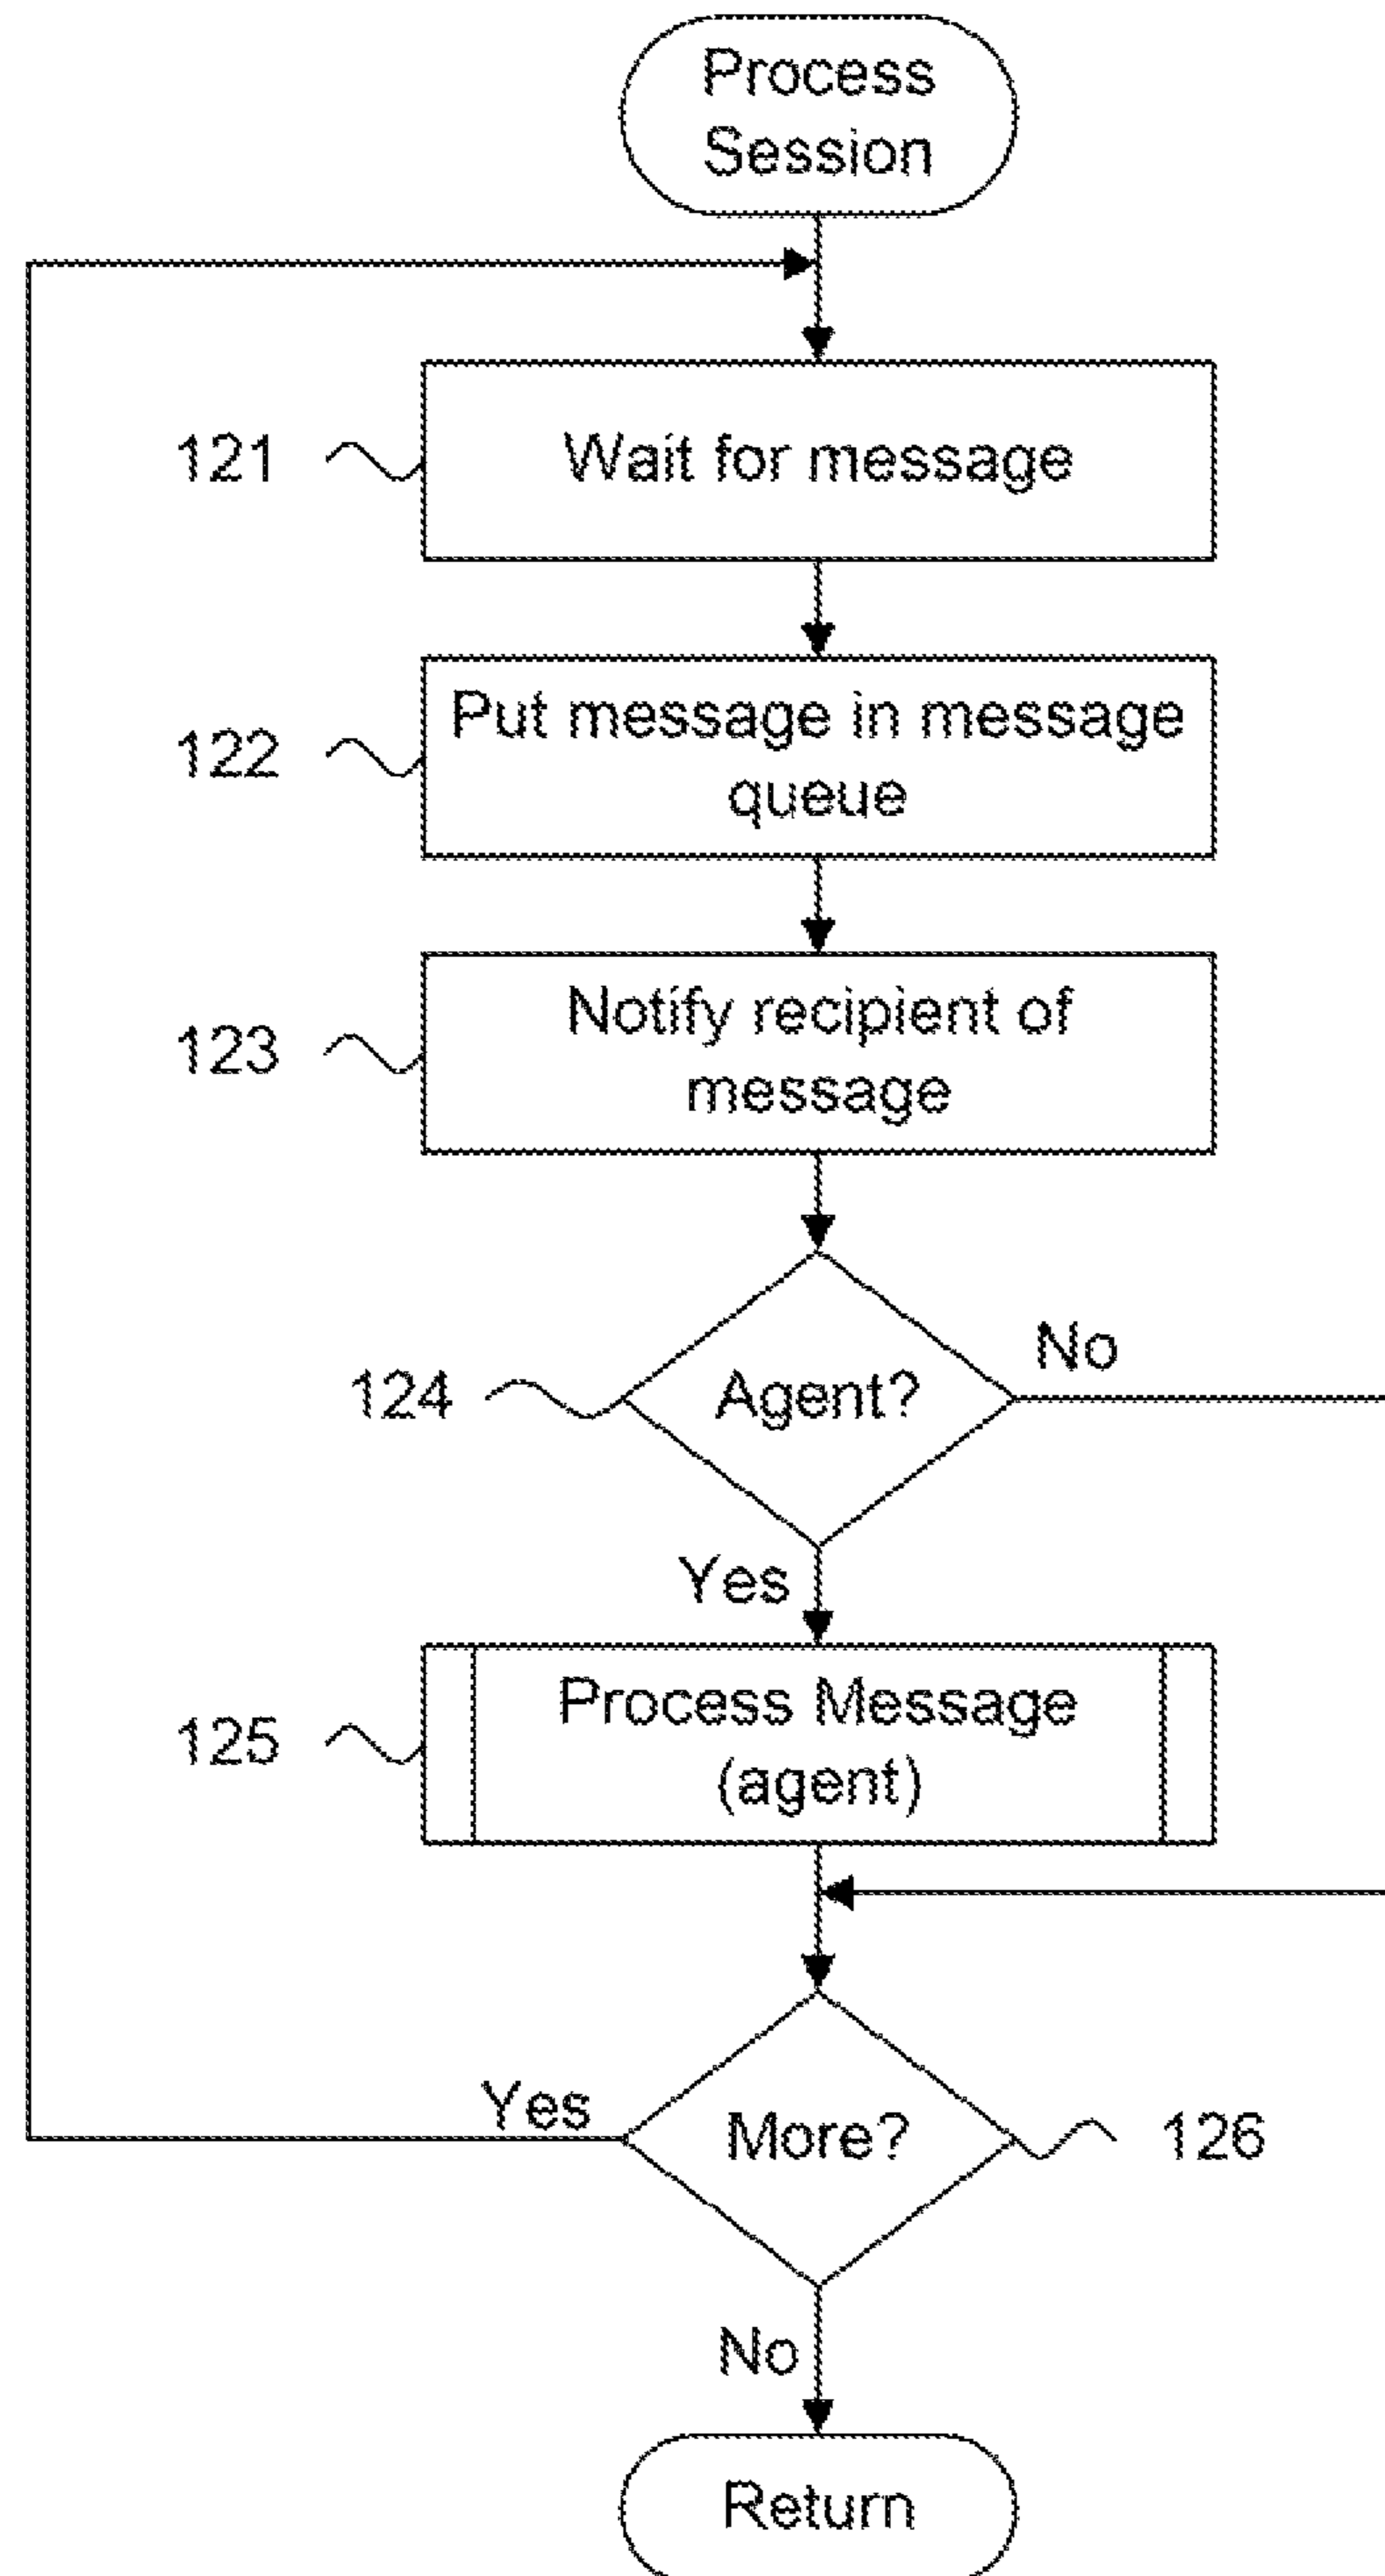 Process
Session
121
Wait for message
122
Put message in message
queue
123
Notify recipient of
message
124
Agent?
No
Yes
125
Process Message
(agent)
Yes
More?
126
No
Return